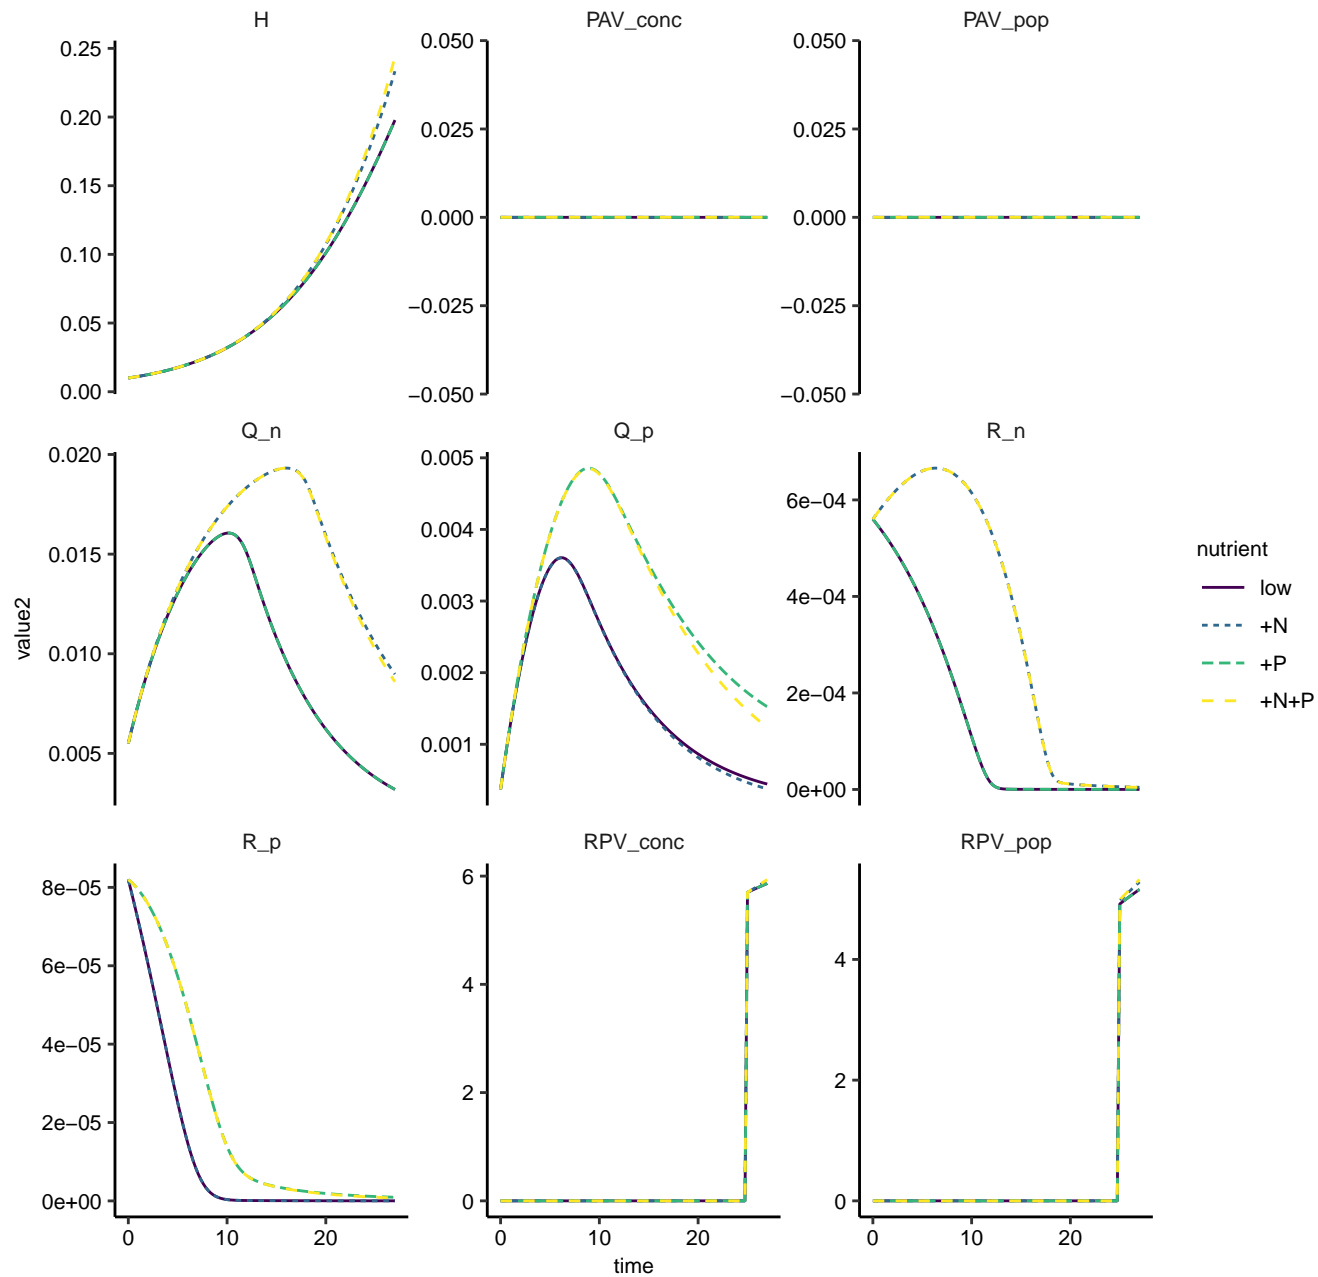 H
PAV_conc
PAV_pop
0.25
0.20
0.15
0.10
0.05
0.00
0.050
0.025
0.000
−0.025
−0.050
0.050
0.025
0.000
−0.025
−0.050
Q_n
Q_p
R_n
value2
0.020
0.015
0.010
0.005
0.005
0.004
0.003
0.002
0.001
6e−04
4e−04
2e−04
0e+00
nutrient
low
+N
+P
+N+P
R_p
RPV_conc
RPV_pop
8e−05
6e−05
4e−05
2e−05
0e+00
6
4
2
0
4
2
0
0 10 20
0 10 20
0 10 20
time